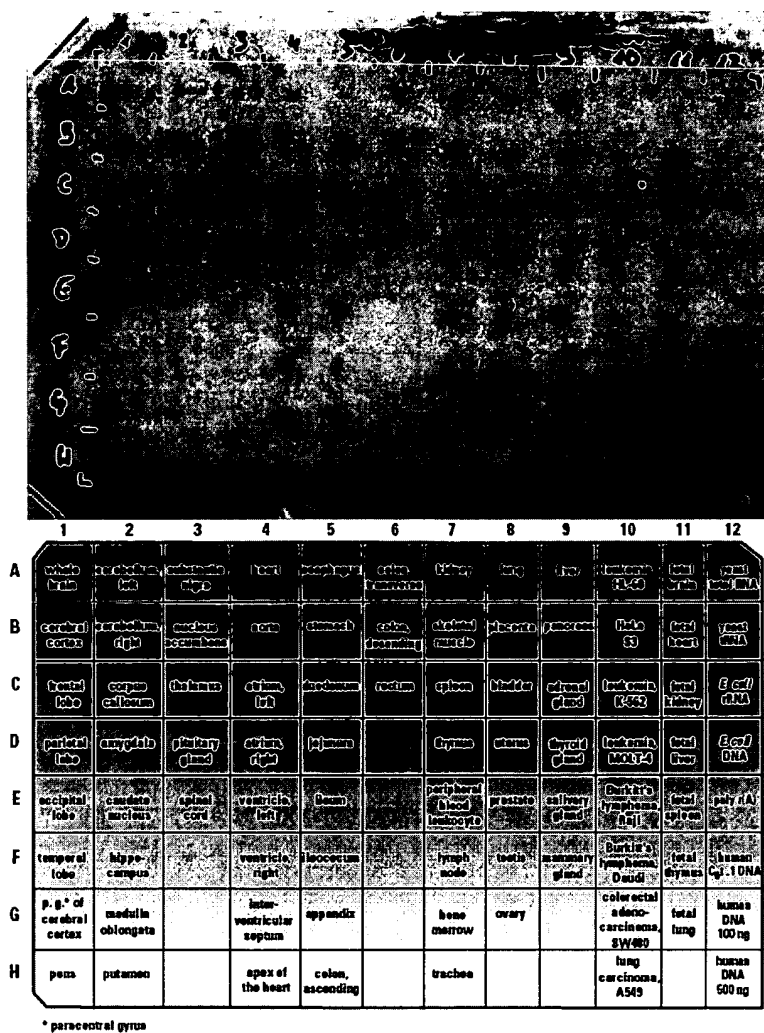 A
B
C
D
E
F
G
H
1 2 3 4 5 6 7 8 9 10 11 12
A whole brain cerebellum, left substantia nigra heart esophagus colon, transverse kidney lung liver leukemia, HL-60 fetal brain yeast total RNA
B cerebral cortex cerebellum, right nucleus accumbens aorta stomach colon, descending skeletal muscle placenta pancreas HeLa S3 fetal heart yeast tRNA
C frontal lobe corpus callosum thalamus atrium, left duodenum rectum spleen bladder adrenal gland leukemia, K-562 fetal kidney E coli rRNA
D parietal lobe amygdala pituitary gland atrium, right jejunum thymus uterus thyroid gland leukemia, MOLT-4 fetal liver E coli DNA
E occipital lobe caudate nucleus spinal cord ventricle, left ileum peripheral blood leukocyte prostate salivary gland Burkitt's lymphoma, Raji fetal spleen poly r(A)
F temporal lobe hippo-campus ventricle, right ileocecum lymph node testis mammary gland Burkitt's lymphoma, Daudi fetal thymus human C₀t-1 DNA
G p. g.* of cerebral cortex medulla oblongata inter-ventricular septum appendix bone marrow ovary colorectal adeno-carcinoma, SW480 fetal lung human DNA 100 ng
H pons putamen apex of the heart colon, ascending trachea lung carcinoma, A549 human DNA 500 ng
* paracentral gyrus